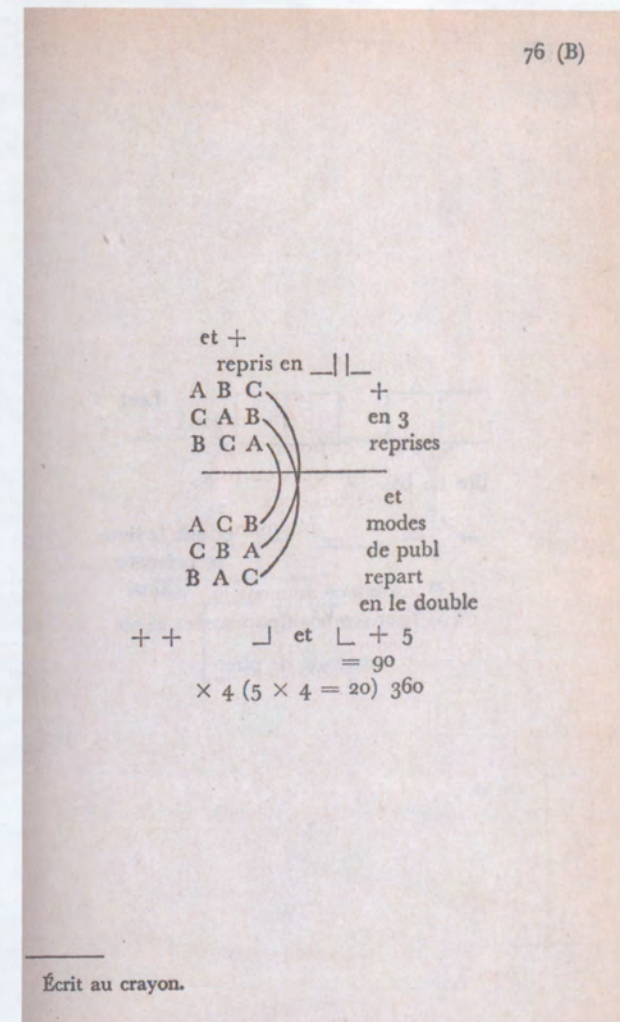 76 (B)
et +
repris en _| |_
A B C +
C A B en 3
B C A reprises
et
A C B modes
C B A de publ
B A C repart
en le double
+ + ⅃ et L + 5
= 90
× 4 (5 × 4 = 20) 360
Écrit au crayon.